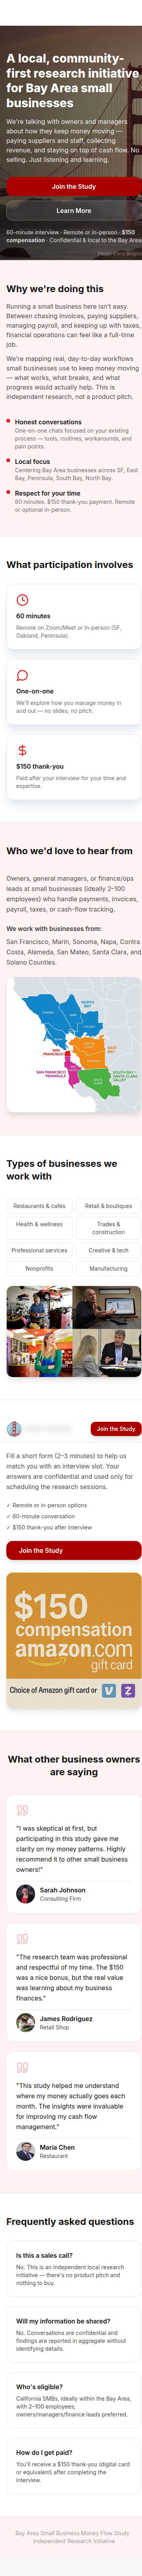 A local, community-
first research initiative
for Bay Area small
businesses
We're talking with owners and managers
about how they keep money moving —
paying suppliers and staff, collecting
revenue, and staying on top of cash flow. No
selling. Just listening and learning.
Join the Study
Learn More
60-minute interview · Remote or in-person · $150
compensation · Confidential & local to the Bay Area
Why we're doing this
Running a small business here isn't easy.
Between chasing invoices, paying suppliers,
managing payroll, and keeping up with taxes,
financial operations can feel like a full-time
job.
We're mapping real, day-to-day workflows
small businesses use to keep money moving
— what works, what breaks, and what
progress would actually help. This is
independent research, not a product pitch.
Honest conversations
One-on-one chats focused on your existing
process — tools, routines, workarounds, and
pain points.
Local focus
Centering Bay Area businesses across SF, East
Bay, Peninsula, South Bay, North Bay.
Respect for your time
60 minutes. $150 thank-you payment. Remote
or optional in-person.
What participation involves
60 minutes
Remote on Zoom/Meet or in-person (SF,
Oakland, Peninsula).
One-on-one
We'll explore how you manage money in
and out — no slides, no pitch.
$150 thank-you
Paid after your interview for your time and
expertise.
Who we'd love to hear from
Owners, general managers, or finance/ops
leads at small businesses (ideally 2–100
employees) who handle payments, invoices,
payroll, taxes, or cash-flow tracking.
We work with businesses from:
San Francisco, Marin, Sonoma, Napa, Contra
Costa, Alameda, San Mateo, Santa Clara, and
Solano Counties.
NORTH
BAY
SAN
FRANCISCO
EAST
BAY
SAN FRANCISCO
PENINSULA
SOUTH BAY /
SANTA CLARA
VALLEY
Types of businesses we
work with
Restaurants & cafés
Retail & boutiques
Health & wellness
Trades &
construction
Professional services
Creative & tech
Nonprofits
Manufacturing
Join the Study
Fill a short form (2–3 minutes) to help us
match you with an interview slot. Your
answers are confidential and used only for
scheduling the research sessions.
✓ Remote or in-person options
✓ 60-minute conversation
✓ $150 thank-you after interview
Join the Study
$150
compensation
amazon.com
gift card
Choice of Amazon gift card or
What other business owners
are saying
"I was skeptical at first, but
participating in this study gave me
clarity on my money patterns. Highly
recommend it to other small business
owners!"
Sarah Johnson
Consulting Firm
"The research team was professional
and respectful of my time. The $150
was a nice bonus, but the real value
was learning about my business
finances."
James Rodriguez
Retail Shop
"This study helped me understand
where my money actually goes each
month. The insights were invaluable
for improving my cash flow
management."
Maria Chen
Restaurant
Frequently asked questions
Is this a sales call?
No. This is an independent local research
initiative — there's no product pitch and
nothing to buy.
Will my information be shared?
No. Conversations are confidential and
findings are reported in aggregate without
identifying details.
Who's eligible?
California SMBs, ideally within the Bay Area,
with 2–100 employees;
owners/managers/finance leads preferred.
How do I get paid?
You'll receive a $150 thank-you (digital card
or equivalent) after completing the
interview.
Bay Area Small Business Money Flow Study ·
Independent Research Initiative